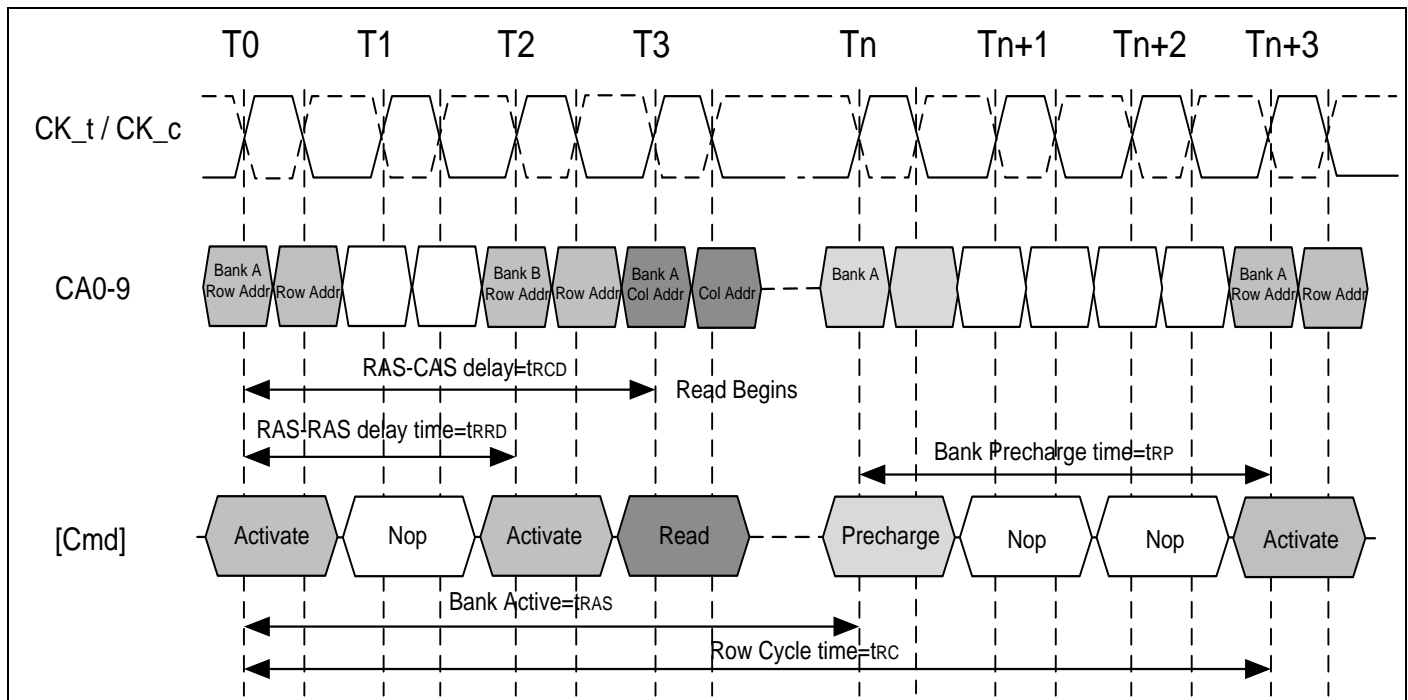 T0 T1 T2 T3 Tn Tn+1 Tn+2 Tn+3
CK_t / CK_c
CA0-9
Bank A
Row Addr
Row Addr
Bank B
Row Addr
Row Addr
Bank A
Col Addr
Col Addr
Bank A
Bank A
Row Addr
Row Addr
RAS-CAS delay=tRCD
Read Begins
RAS-RAS delay time=tRRD
Bank Precharge time=tRP
[Cmd]
Activate Nop Activate Read Precharge Nop Nop Activate
Bank Active=tRAS
Row Cycle time=tRC